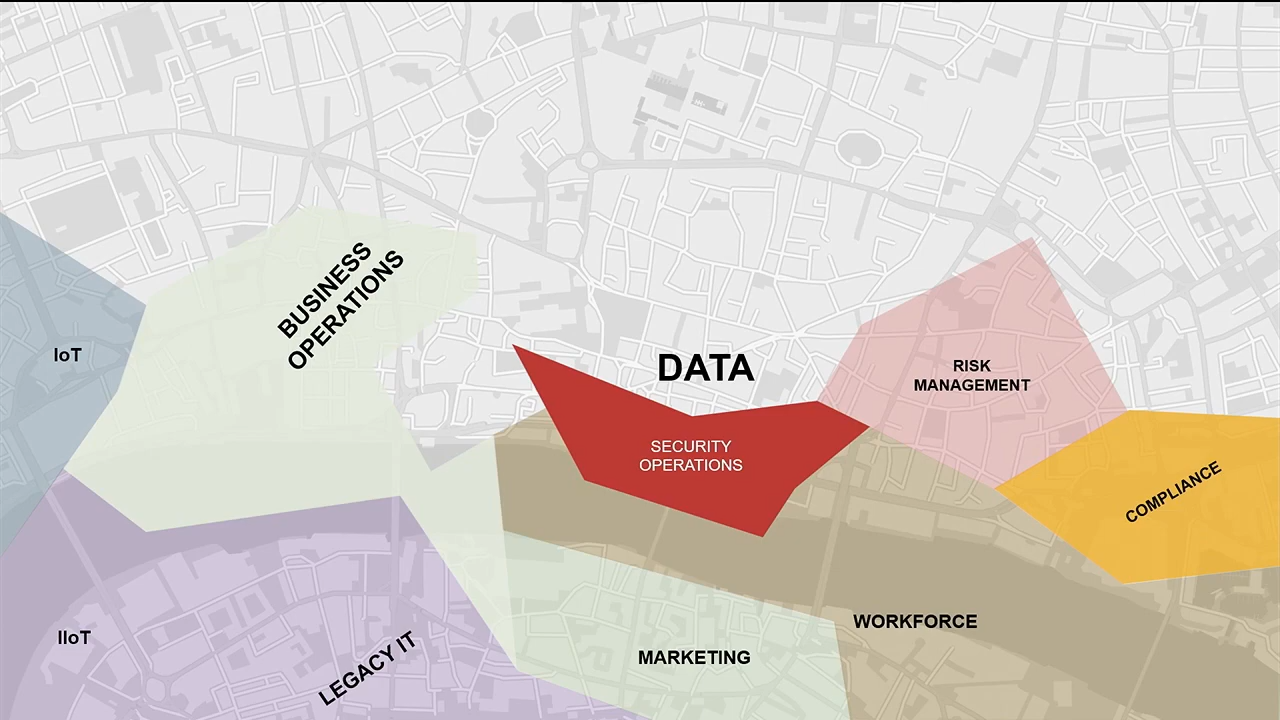 BUSINESS
OPERATIONS
IoT
DATA
RISK
MANAGEMENT
SECURITY
OPERATIONS
COMPLIANCE
IIoT
LEGACY IT
MARKETING
WORKFORCE